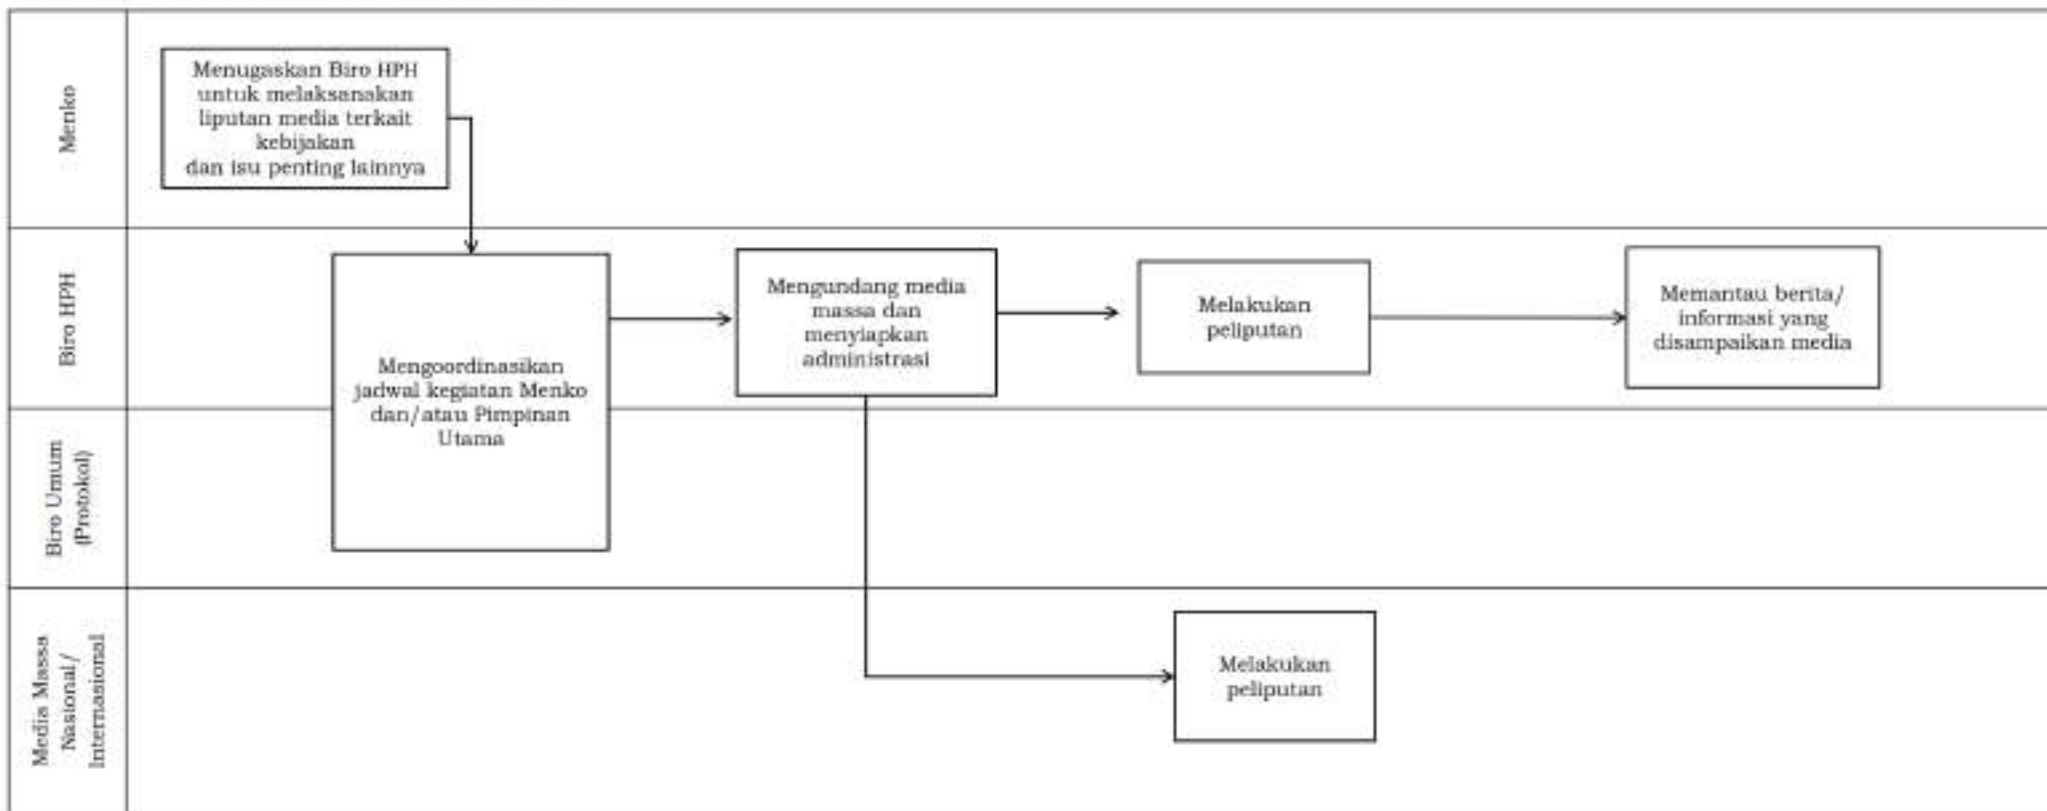 Menko
Menugaskan Biro HPH
untuk melaksanakan
liputan media terkait
kebijakan
dan isu penting lainnya
Biro HPH
Mengoordinasikan
jadwal kegiatan Menko
dan/atau Pimpinan
Utama
Mengundang media
massa dan
menyiapkan
administrasi
Melakukan
peliputan
Memantau berita/
informasi yang
disampaikan media
Biro Umum
(Protokol)
Media Massa
Nasional/
Internasional
Melakukan
peliputan